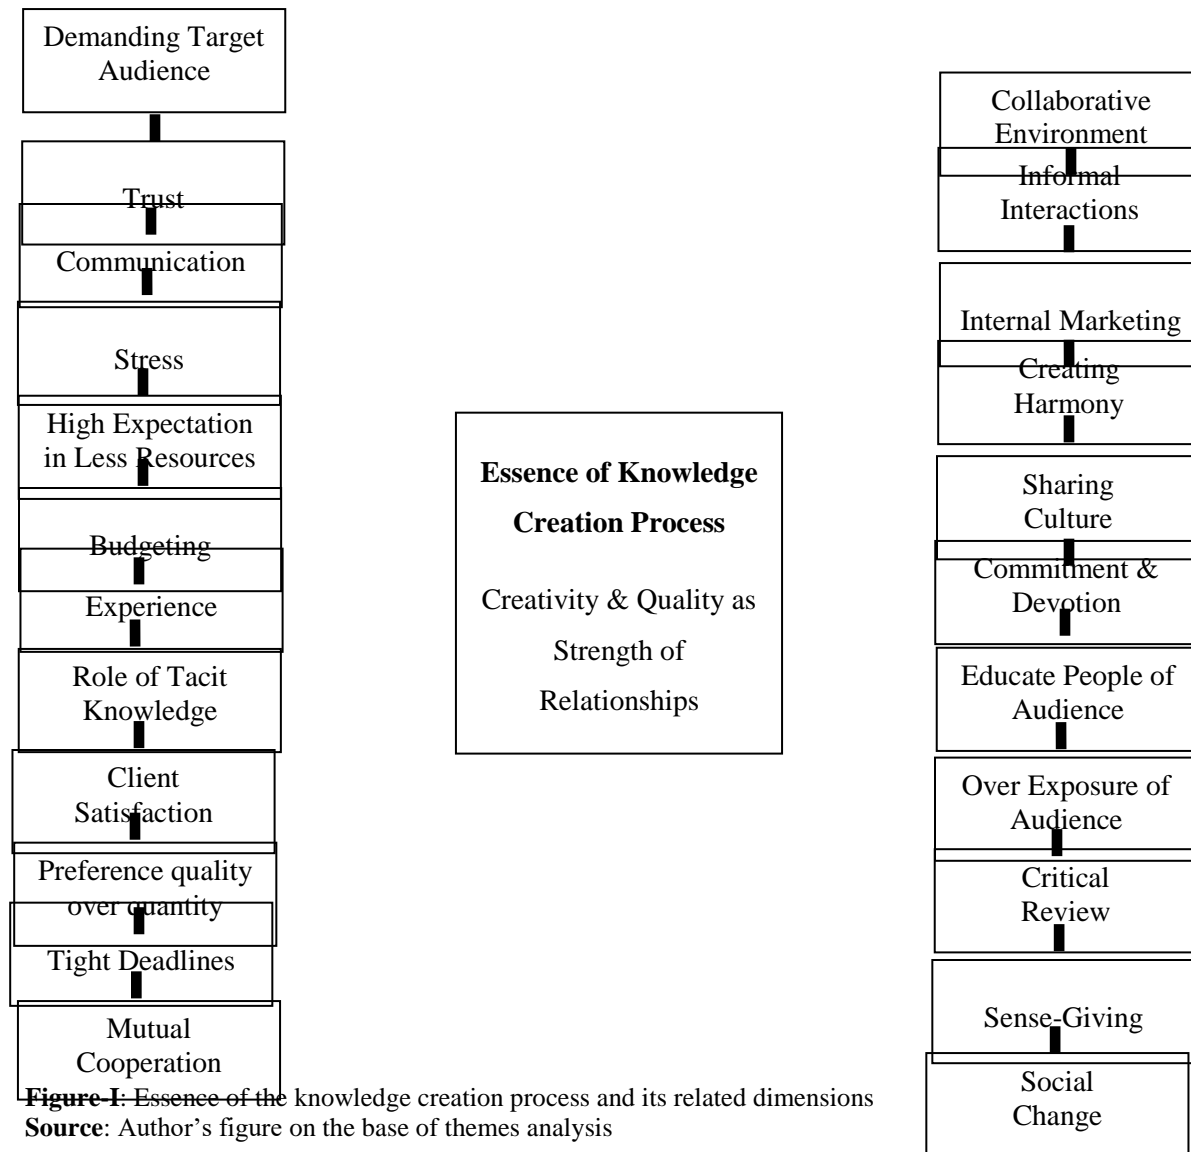 Demanding Target
Audience
Trust
Communication
Stress
High Expectation
in Less Resources
Budgeting
Experience
Role of Tacit
Knowledge
Client
Satisfaction
Preference quality
over quantity
Tight Deadlines
Mutual
Cooperation
Essence of Knowledge
Creation Process
Creativity & Quality as
Strength of
Relationships
Collaborative
Environment
Informal
Interactions
Internal Marketing
Creating
Harmony
Sharing
Culture
Commitment &
Devotion
Educate People of
Audience
Over Exposure of
Audience
Critical
Review
Sense-Giving
Social
Change
Figure-I: Essence of the knowledge creation process and its related dimensions
Source: Author's figure on the base of themes analysis